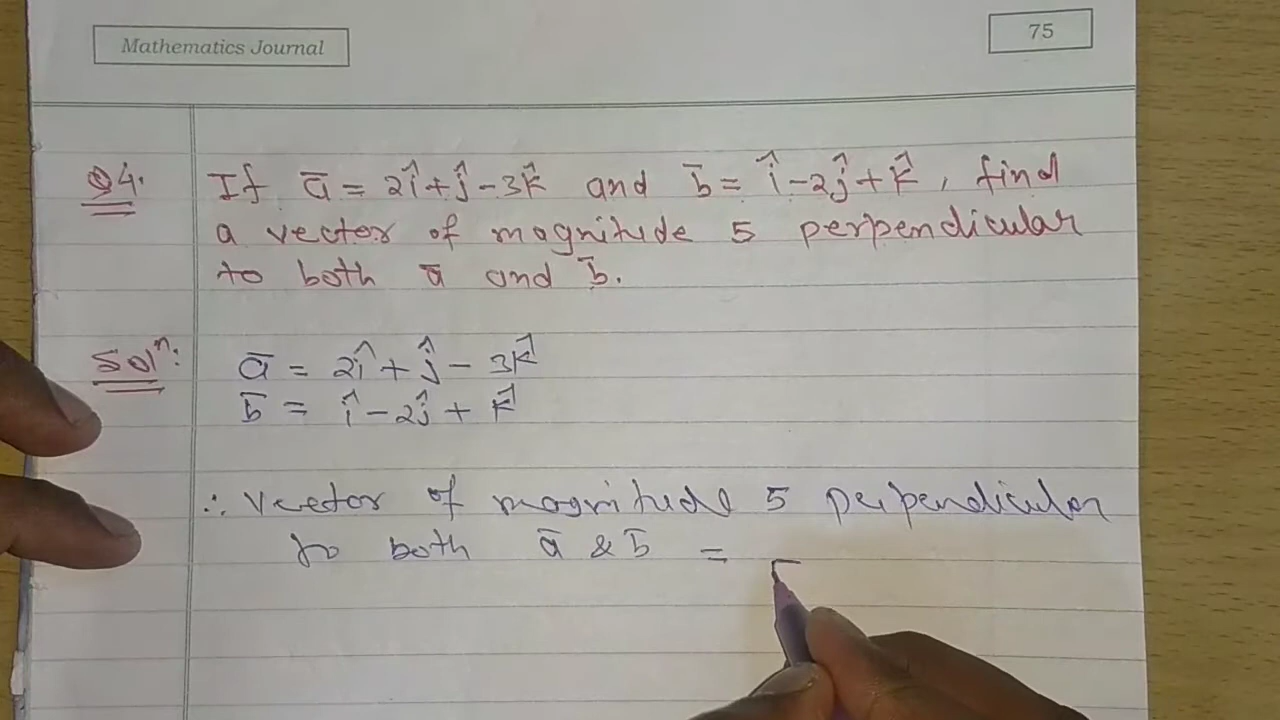 Mathematics Journal
75
Q4. If a̅ = 2î + ĵ - 3k̂ and b̅ = î - 2ĵ + k̂, find
a vector of magnitude 5 perpendicular
to both a̅ and b̅.
Solⁿ: a̅ = 2î + ĵ - 3k̂
b̅ = î - 2ĵ + k̂
∴ vector of magnitude 5 perpendicular
to both a̅ & b̅ =